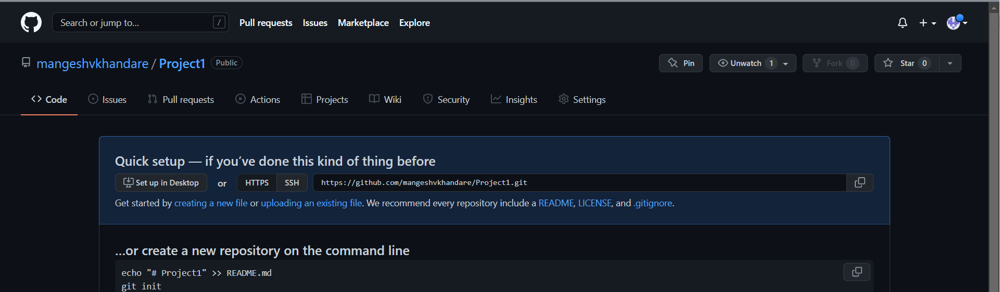 Search or jump to... / Pull requests Issues Marketplace Explore
mangeshvkhandare / Project1 Public Pin Unwatch 1 Fork 0 Star 0
Code Issues Pull requests Actions Projects Wiki Security Insights Settings
Quick setup — if you’ve done this kind of thing before
Set up in Desktop or HTTPS SSH https://github.com/mangeshvkhandare/Project1.git
Get started by creating a new file or uploading an existing file. We recommend every repository include a README, LICENSE, and .gitignore.
…or create a new repository on the command line
echo "# Project1" >> README.md
git init